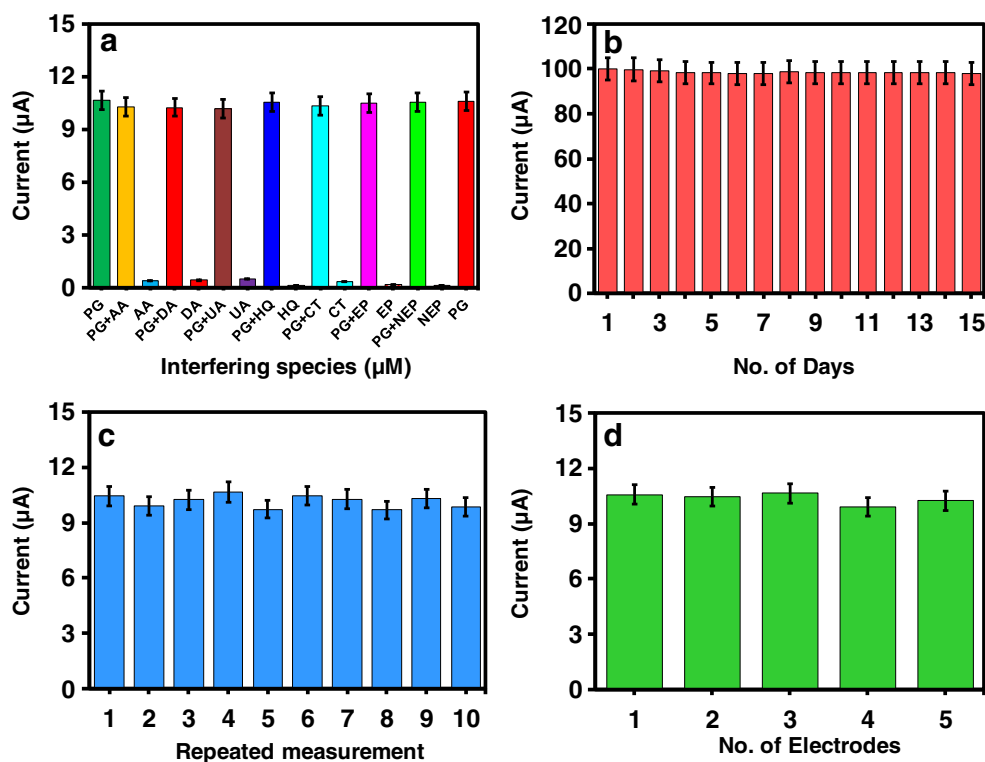 a
15
12
9
6
3
0
Current (µA)
PG
PG+AA
AA
PG+DA
DA
PG+UA
UA
PG+HQ
HQ
PG+CT
CT
PG+EP
EP
PG+NEP
NEP
PG
Interfering species (µM)
b
120
100
80
60
40
20
0
Current (µA)
1 3 5 7 9 11 13 15
No. of Days
c
15
12
9
6
3
0
Current (µA)
1 2 3 4 5 6 7 8 9 10
Repeated measurement
d
15
12
9
6
3
0
Current (µA)
1 2 3 4 5
No. of Electrodes